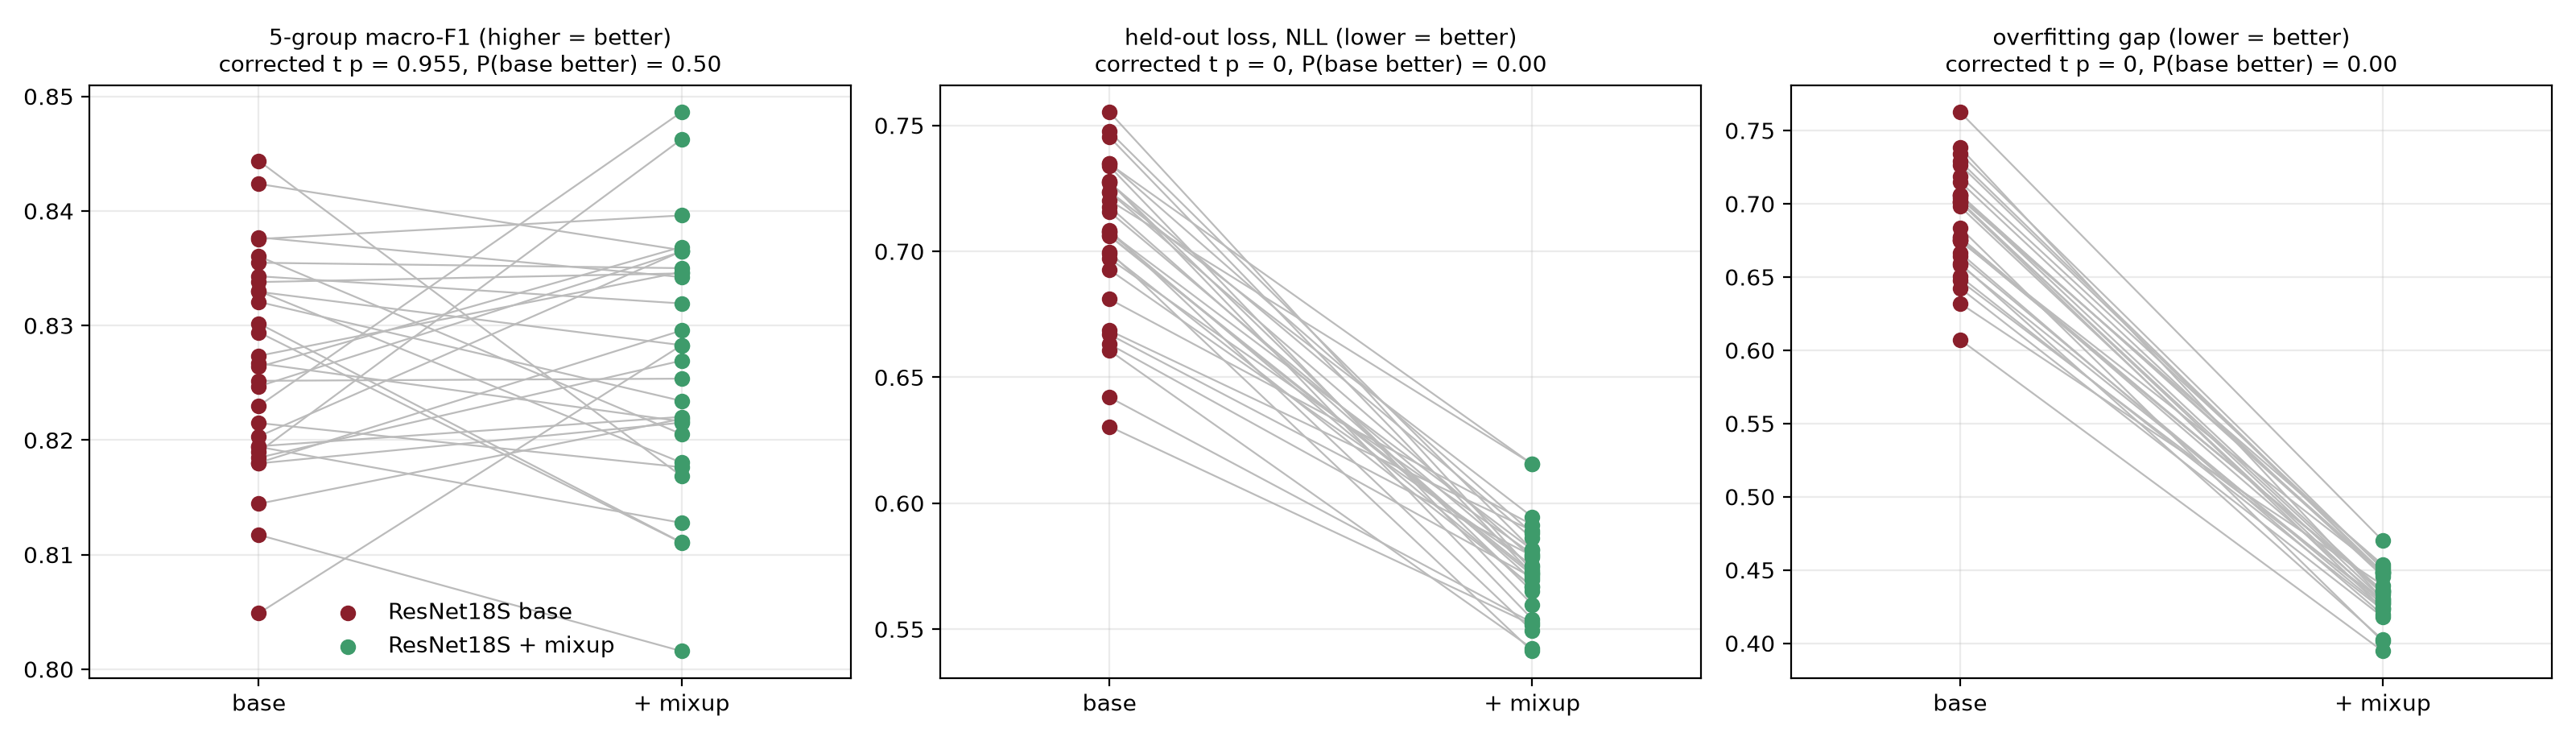 5-group macro-F1 (higher = better)
corrected t p = 0.955, P(base better) = 0.50
0.85
0.84
0.83
0.82
0.81
0.80
ResNet18S base
ResNet18S + mixup
base
+ mixup
held-out loss, NLL (lower = better)
corrected t p = 0, P(base better) = 0.00
0.75
0.70
0.65
0.60
0.55
base
+ mixup
overfitting gap (lower = better)
corrected t p = 0, P(base better) = 0.00
0.75
0.70
0.65
0.60
0.55
0.50
0.45
0.40
base
+ mixup